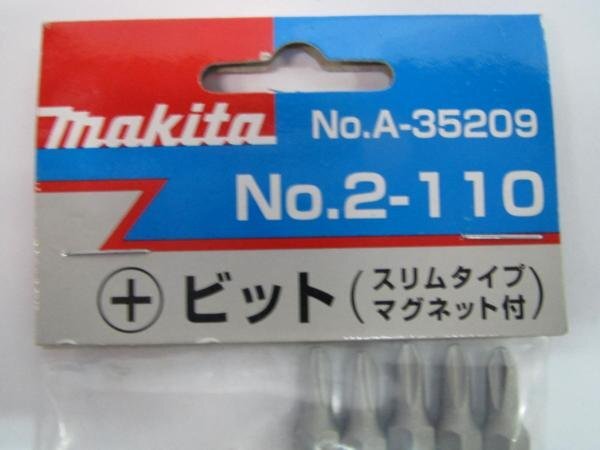 makita
No.A-35209
No.2-110
⊕ビット(スリムタイプ
マグネット付)